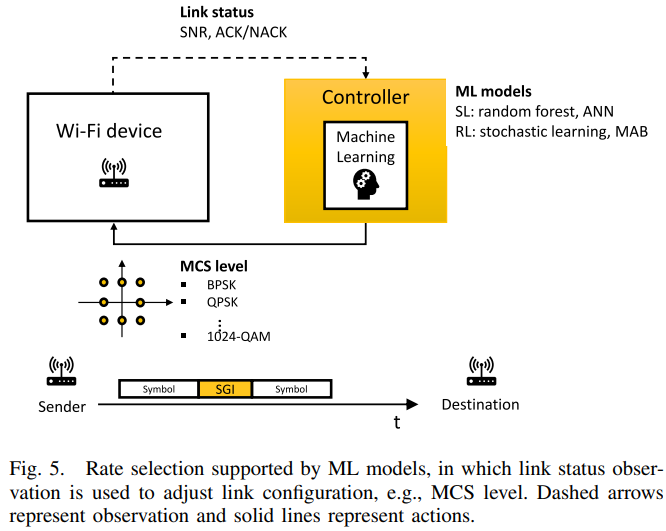 Link status
SNR, ACK/NACK
Wi-Fi device
Controller
Machine
Learning
ML models
SL: random forest, ANN
RL: stochastic learning, MAB
MCS level
▪ BPSK
▪ QPSK
⋮
▪ 1024-QAM
Sender
Symbol SGI Symbol
t
Destination
Fig. 5. Rate selection supported by ML models, in which link status obser-
vation is used to adjust link configuration, e.g., MCS level. Dashed arrows
represent observation and solid lines represent actions.